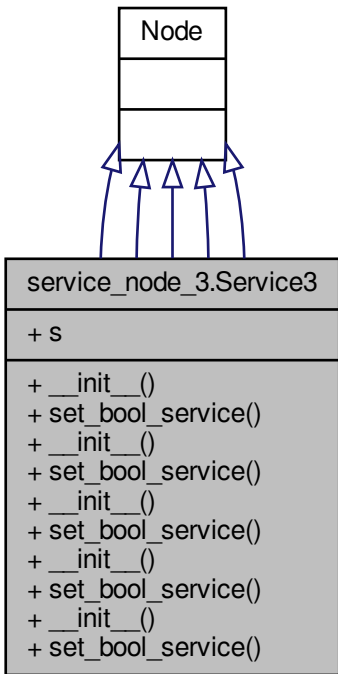 Node
service_node_3.Service3
+ s
+ __init__()
+ set_bool_service()
+ __init__()
+ set_bool_service()
+ __init__()
+ set_bool_service()
+ __init__()
+ set_bool_service()
+ __init__()
+ set_bool_service()